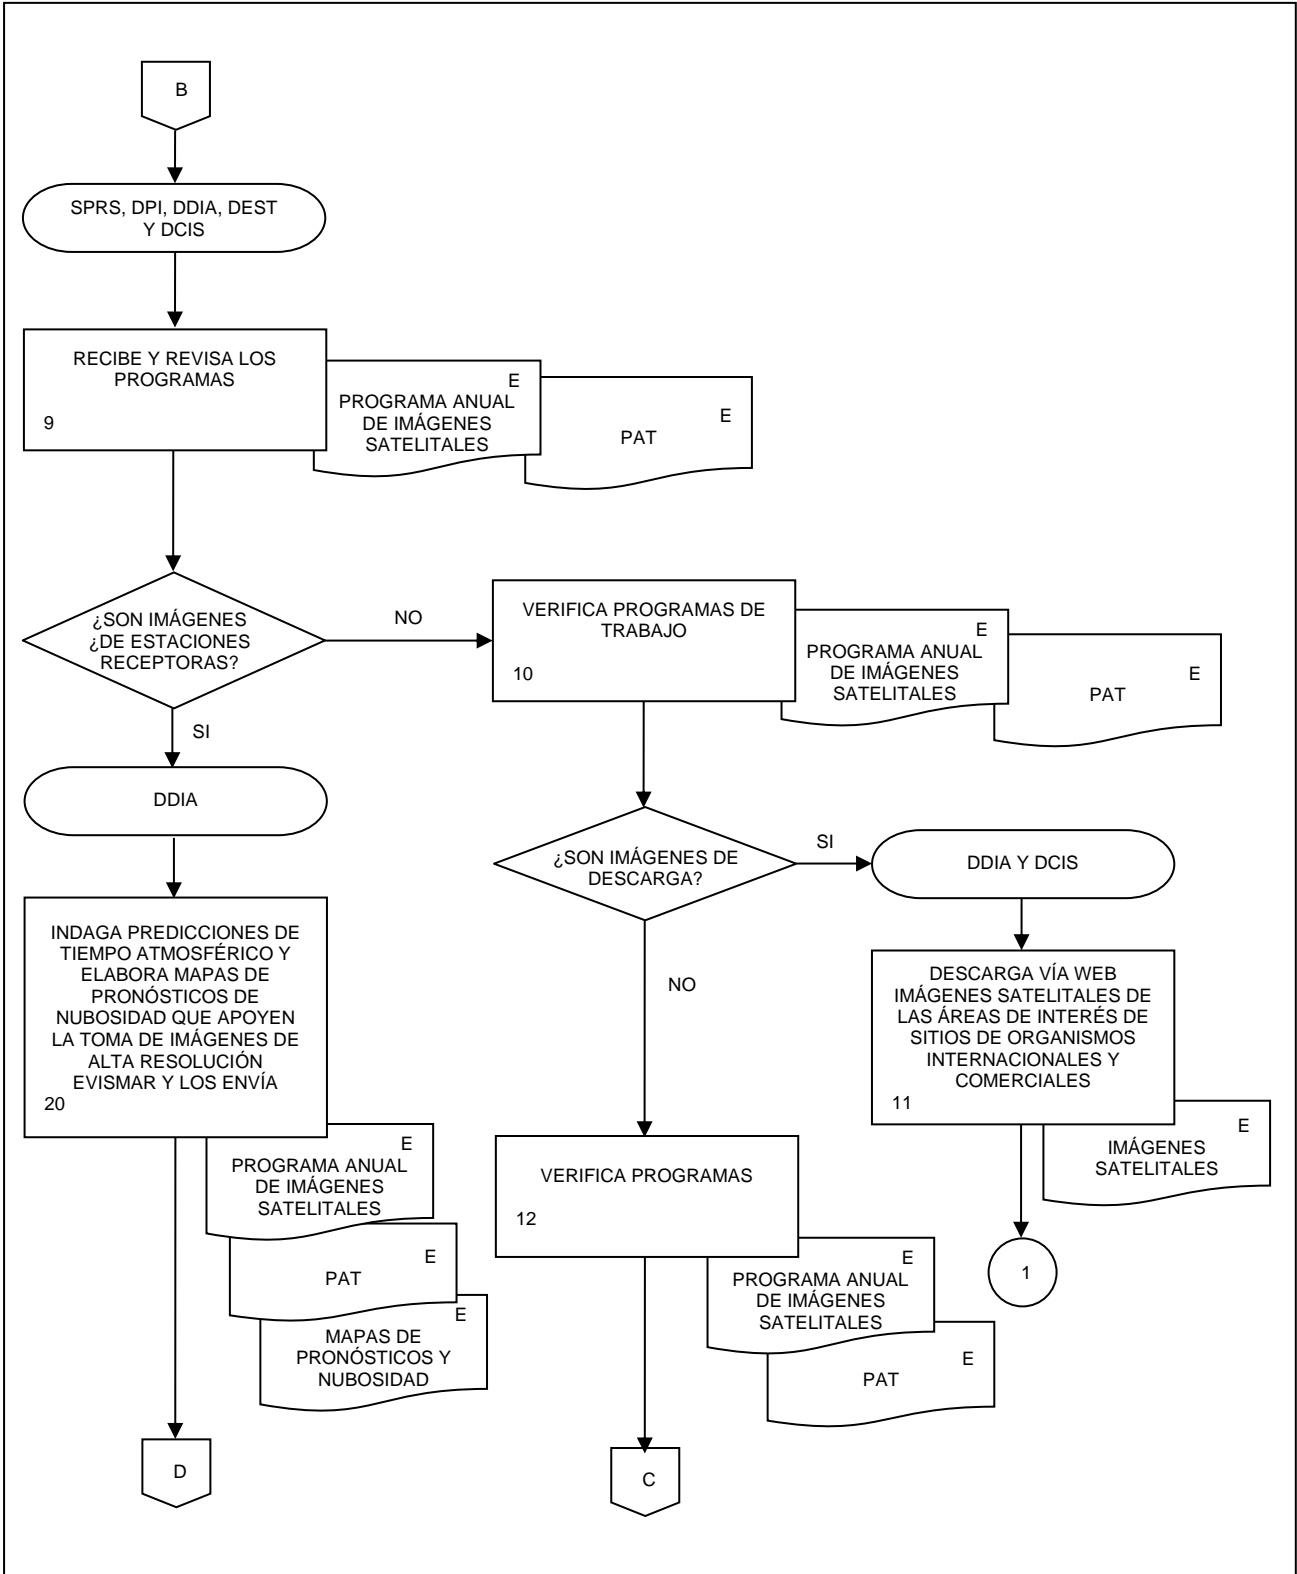 B
SPRS, DPI, DDIA, DEST
Y DCIS
RECIBE Y REVISA LOS
PROGRAMAS
9
E
PROGRAMA ANUAL
DE IMÁGENES
SATELITALES
E
PAT
¿SON IMÁGENES
¿DE ESTACIONES
RECEPTORAS?
NO
SI
VERIFICA PROGRAMAS DE
TRABAJO
10
E
PROGRAMA ANUAL
DE IMÁGENES
SATELITALES
E
PAT
DDIA
¿SON IMÁGENES DE
DESCARGA?
SI
NO
DDIA Y DCIS
INDAGA PREDICCIONES DE
TIEMPO ATMOSFÉRICO Y
ELABORA MAPAS DE
PRONÓSTICOS DE
NUBOSIDAD QUE APOYEN
LA TOMA DE IMÁGENES DE
ALTA RESOLUCIÓN
EVISMAR Y LOS ENVÍA
20
E
PROGRAMA ANUAL
DE IMÁGENES
SATELITALES
E
PAT
E
MAPAS DE
PRONÓSTICOS Y
NUBOSIDAD
D
DESCARGA VÍA WEB
IMÁGENES SATELITALES DE
LAS ÁREAS DE INTERÉS DE
SITIOS DE ORGANISMOS
INTERNACIONALES Y
COMERCIALES
11
E
IMÁGENES
SATELITALES
1
VERIFICA PROGRAMAS
12
E
PROGRAMA ANUAL
DE IMÁGENES
SATELITALES
E
PAT
C